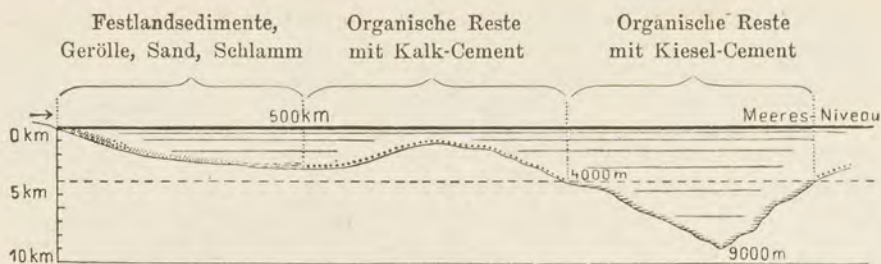 Festlandsedimente,
Gerölle, Sand, Schlamm
Organische Reste
mit Kalk-Cement
Organische Reste
mit Kiesel-Cement
500km
Meeres-Niveau
0 km
4000 m
5 km
10 km
9000 m